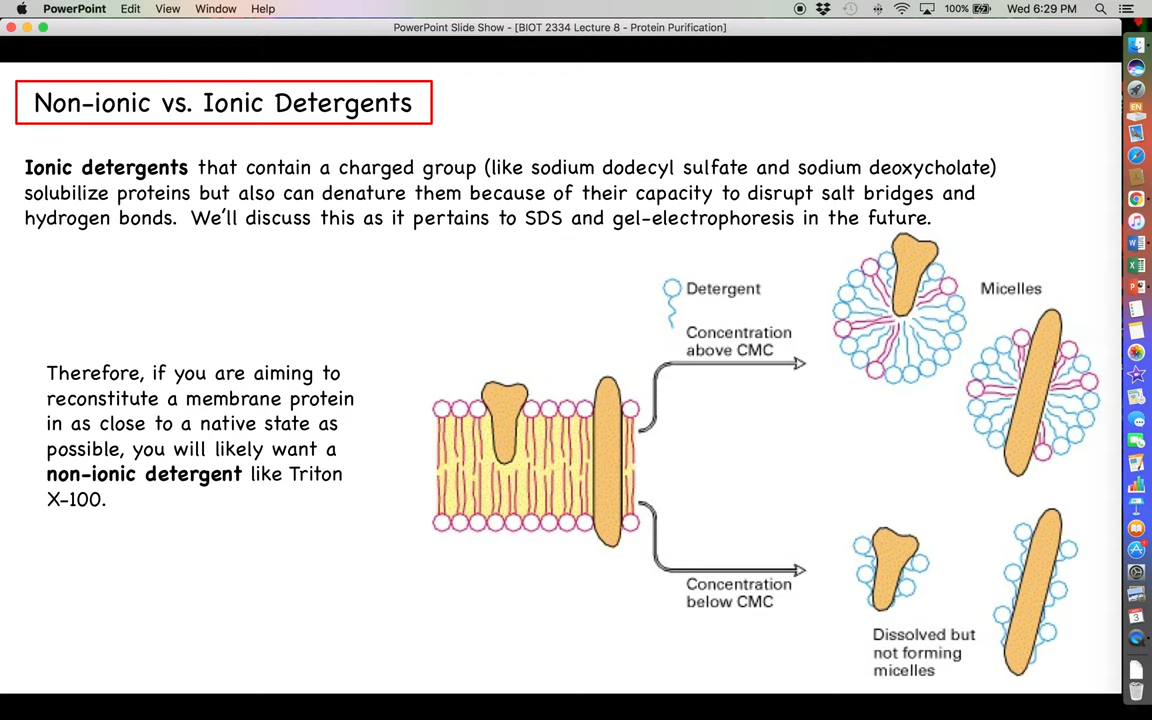 PowerPoint Edit View Window Help 100% Wed 6:29 PM
PowerPoint Slide Show - [BIOT 2334 Lecture 8 - Protein Purification]
Non-ionic vs. Ionic Detergents
Ionic detergents that contain a charged group (like sodium dodecyl sulfate and sodium deoxycholate)
solubilize proteins but also can denature them because of their capacity to disrupt salt bridges and
hydrogen bonds. We'll discuss this as it pertains to SDS and gel-electrophoresis in the future.
Detergent
Micelles
Concentration
above CMC
Therefore, if you are aiming to
reconstitute a membrane protein
in as close to a native state as
possible, you will likely want a
non-ionic detergent like Triton
X-100.
Concentration
below CMC
Dissolved but
not forming
micelles
EN